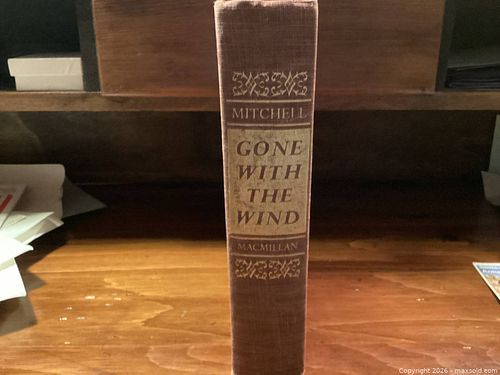 MITCHELL
GONE
WITH
THE
WIND
MACMILLAN
Copyright 2026 - maxsold.com